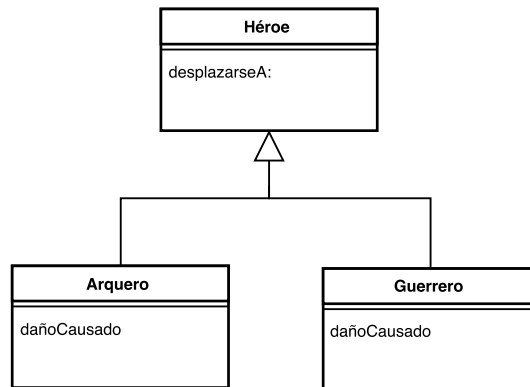 Héroe
desplazarseA:
Arquero
dañoCausado
Guerrero
dañoCausado